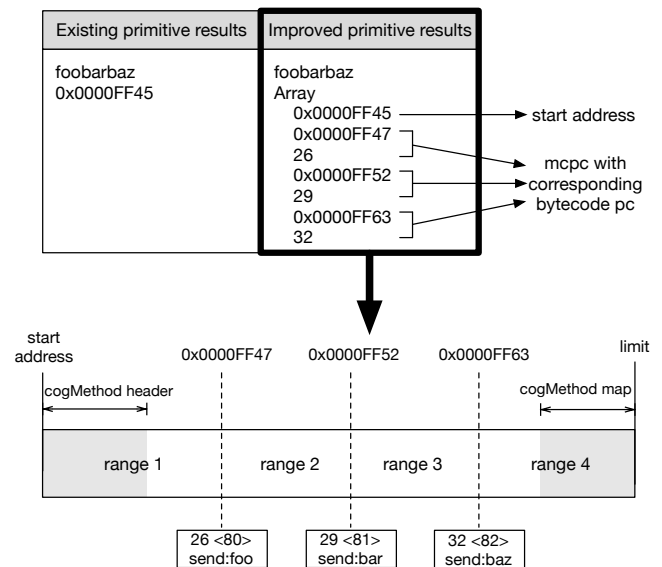 Existing primitive results
Improved primitive results
foobarbaz
0x0000FF45
foobarbaz
Array
0x0000FF45
0x0000FF47
26
0x0000FF52
29
0x0000FF63
32
start address
mcpc with
corresponding
bytecode pc
start
address
0x0000FF47
0x0000FF52
0x0000FF63
limit
cogMethod header
cogMethod map
range 1
range 2
range 3
range 4
26 <80>
send:foo
29 <81>
send:bar
32 <82>
send:baz